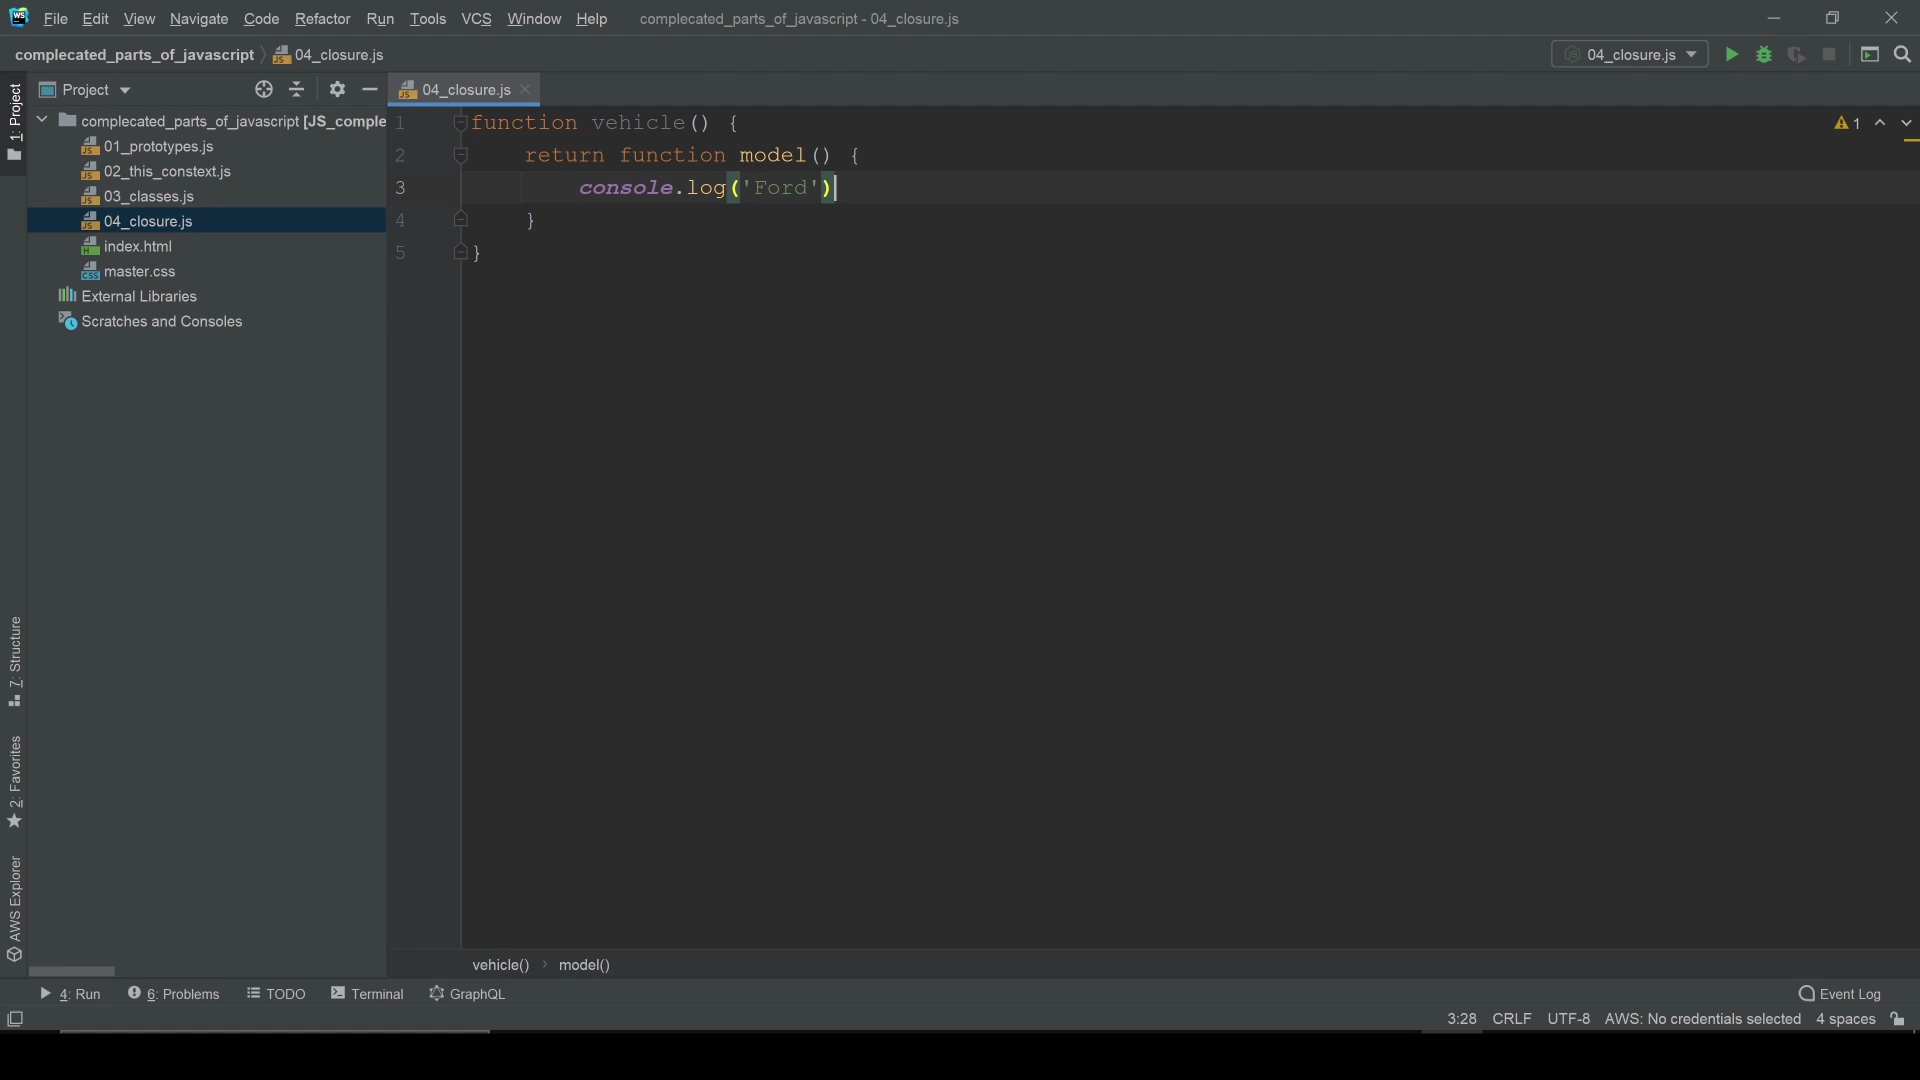 WS File Edit View Navigate Code Refactor Run Tools VCS Window Help complecated_parts_of_javascript - 04_closure.js
complecated_parts_of_javascript 04_closure.js 04_closure.js
1: Project
Project
complecated_parts_of_javascript [JS_comple
01_prototypes.js
02_this_constext.js
03_classes.js
04_closure.js
index.html
master.css
External Libraries
Scratches and Consoles
7: Structure
2: Favorites
AWS Explorer
04_closure.js
1 function vehicle() {
2 return function model() {
3 console.log('Ford')
4 }
5 }
1
vehicle() model()
4: Run 6: Problems TODO Terminal GraphQL Event Log
3:28 CRLF UTF-8 AWS: No credentials selected 4 spaces